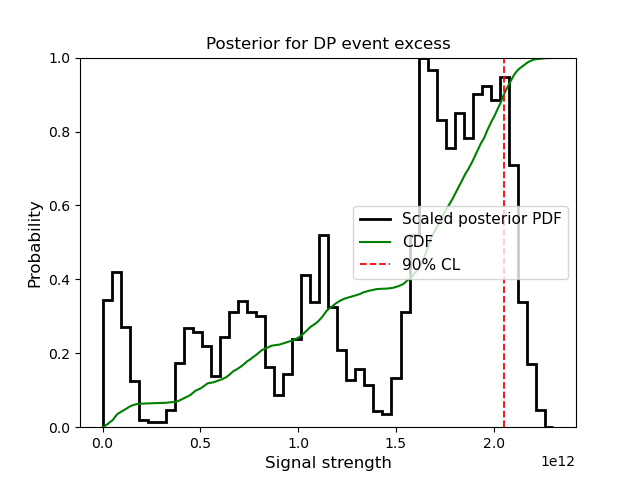 Posterior for DP event excess
Probability
1.0
0.8
0.6
0.4
0.2
0.0
Scaled posterior PDF
CDF
90% CL
0.0 0.5 1.0 1.5 2.0
1e12
Signal strength